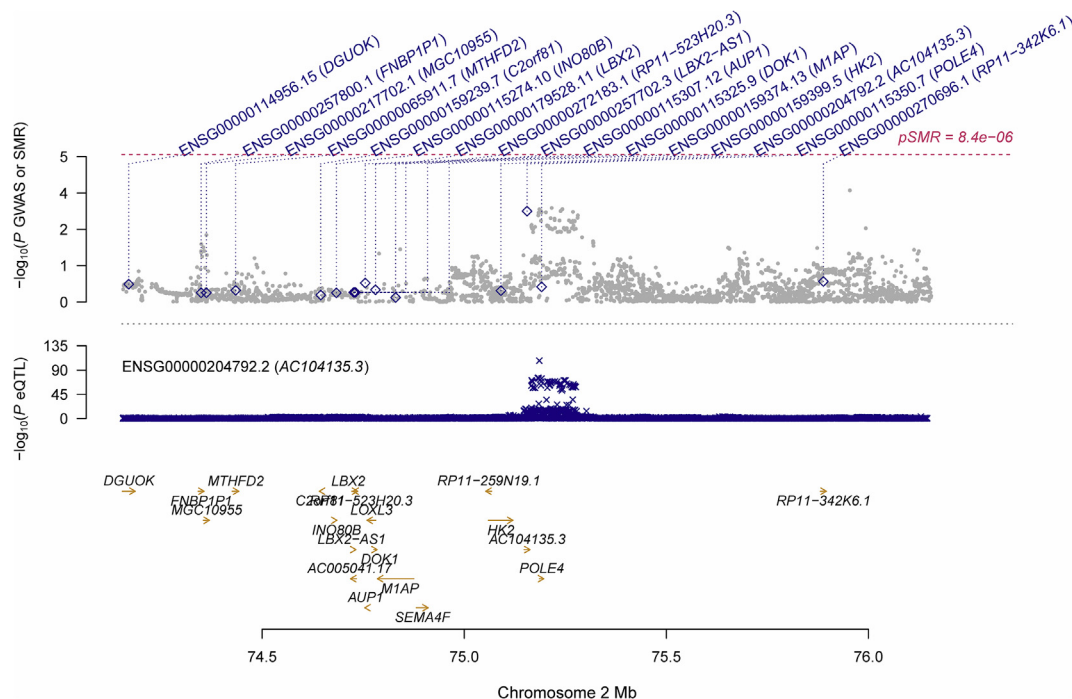 ENSG00000114956.15 (DGUOK)
ENSG00000257800.1 (FNBP1P1)
ENSG00000217702.1 (MGC10955)
ENSG00000065911.7 (MTHFD2)
ENSG00000159239.7 (C2orf81)
ENSG00000115274.10 (INO80B)
ENSG00000179528.11 (LBX2)
ENSG00000272183.1 (RP11-523H20.3)
ENSG00000257702.3 (LBX2-AS1)
ENSG00000115307.12 (AUP1)
ENSG00000115325.9 (DOK1)
ENSG00000159374.13 (M1AP)
ENSG00000159399.5 (HK2)
ENSG00000204792.2 (AC104135.3)
ENSG00000115350.7 (POLE4)
ENSG00000270696.1 (RP11-342K6.1)
pSMR = 8.4e-06
5
4
2
1
0
-log10(P GWAS or SMR)
135
90
45
0
-log10(P eQTL)
ENSG00000204792.2 (AC104135.3)
DGUOK MTHFD2 LBX2 RP11-259N19.1
FNBP1P1 C2orf81 RP11-523H20.3 RP11-342K6.1
MGC10955 LOXL3
INO80B HK2
LBX2-AS1 AC104135.3
DOK1
AC005041.17 POLE4
M1AP
AUP1
SEMA4F
74.5 75.0 75.5 76.0
Chromosome 2 Mb